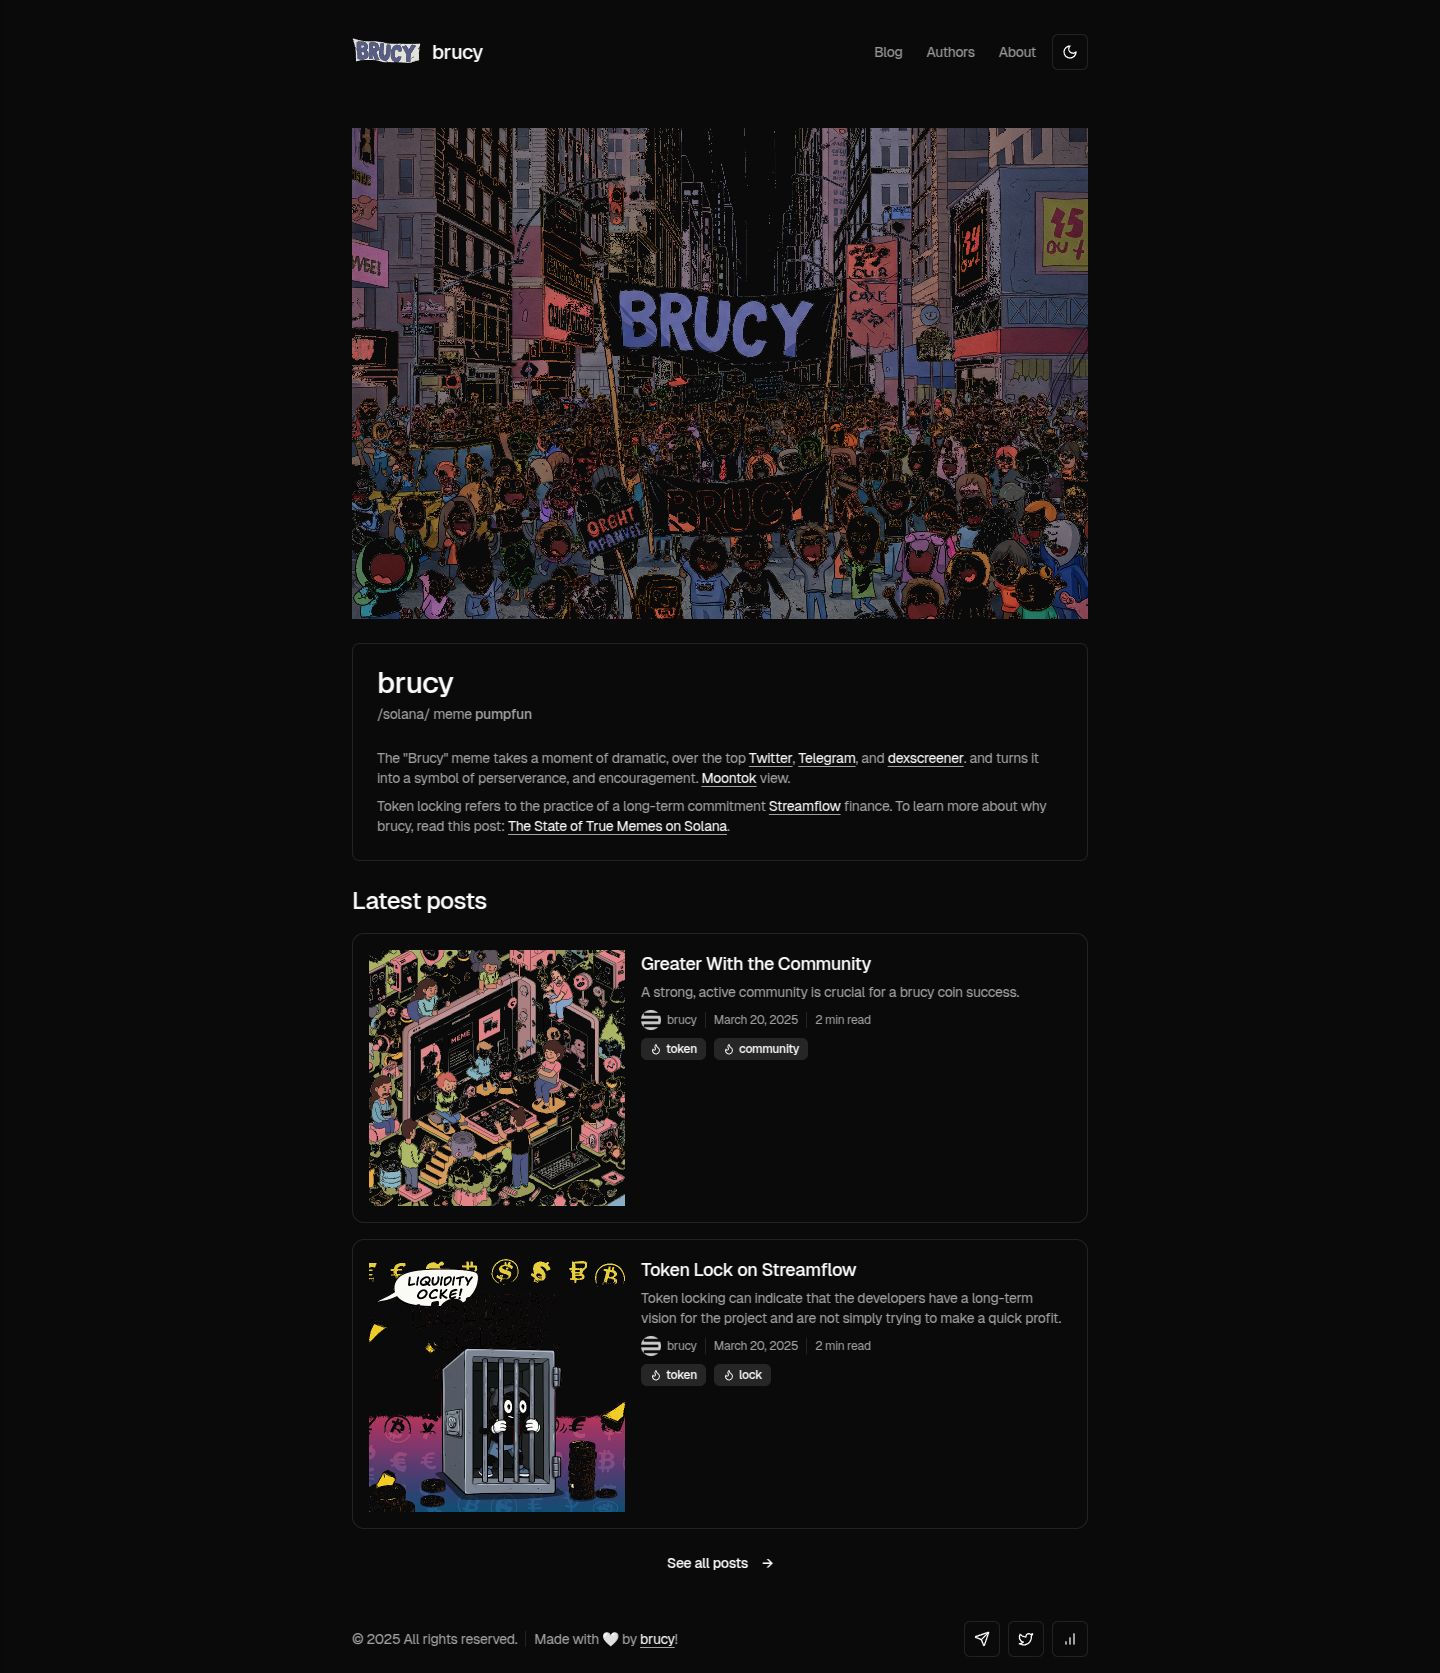 BRUCY brucy
Blog Authors About
BRUCY
BRUCY
brucy
/solana/ meme pumpfun
The "Brucy" meme takes a moment of dramatic, over the top Twitter, Telegram, and dexscreener. and turns it
into a symbol of perserverance, and encouragement. Moontok view.
Token locking refers to the practice of a long-term commitment Streamflow finance. To learn more about why
brucy, read this post: The State of True Memes on Solana.
Latest posts
MEME
Greater With the Community
A strong, active community is crucial for a brucy coin success.
brucy March 20, 2025 2 min read
token community
LIQUIDITY
OCKE!
Token Lock on Streamflow
Token locking can indicate that the developers have a long-term
vision for the project and are not simply trying to make a quick profit.
brucy March 20, 2025 2 min read
token lock
See all posts →
© 2025 All rights reserved. Made with 🤍 by brucy!